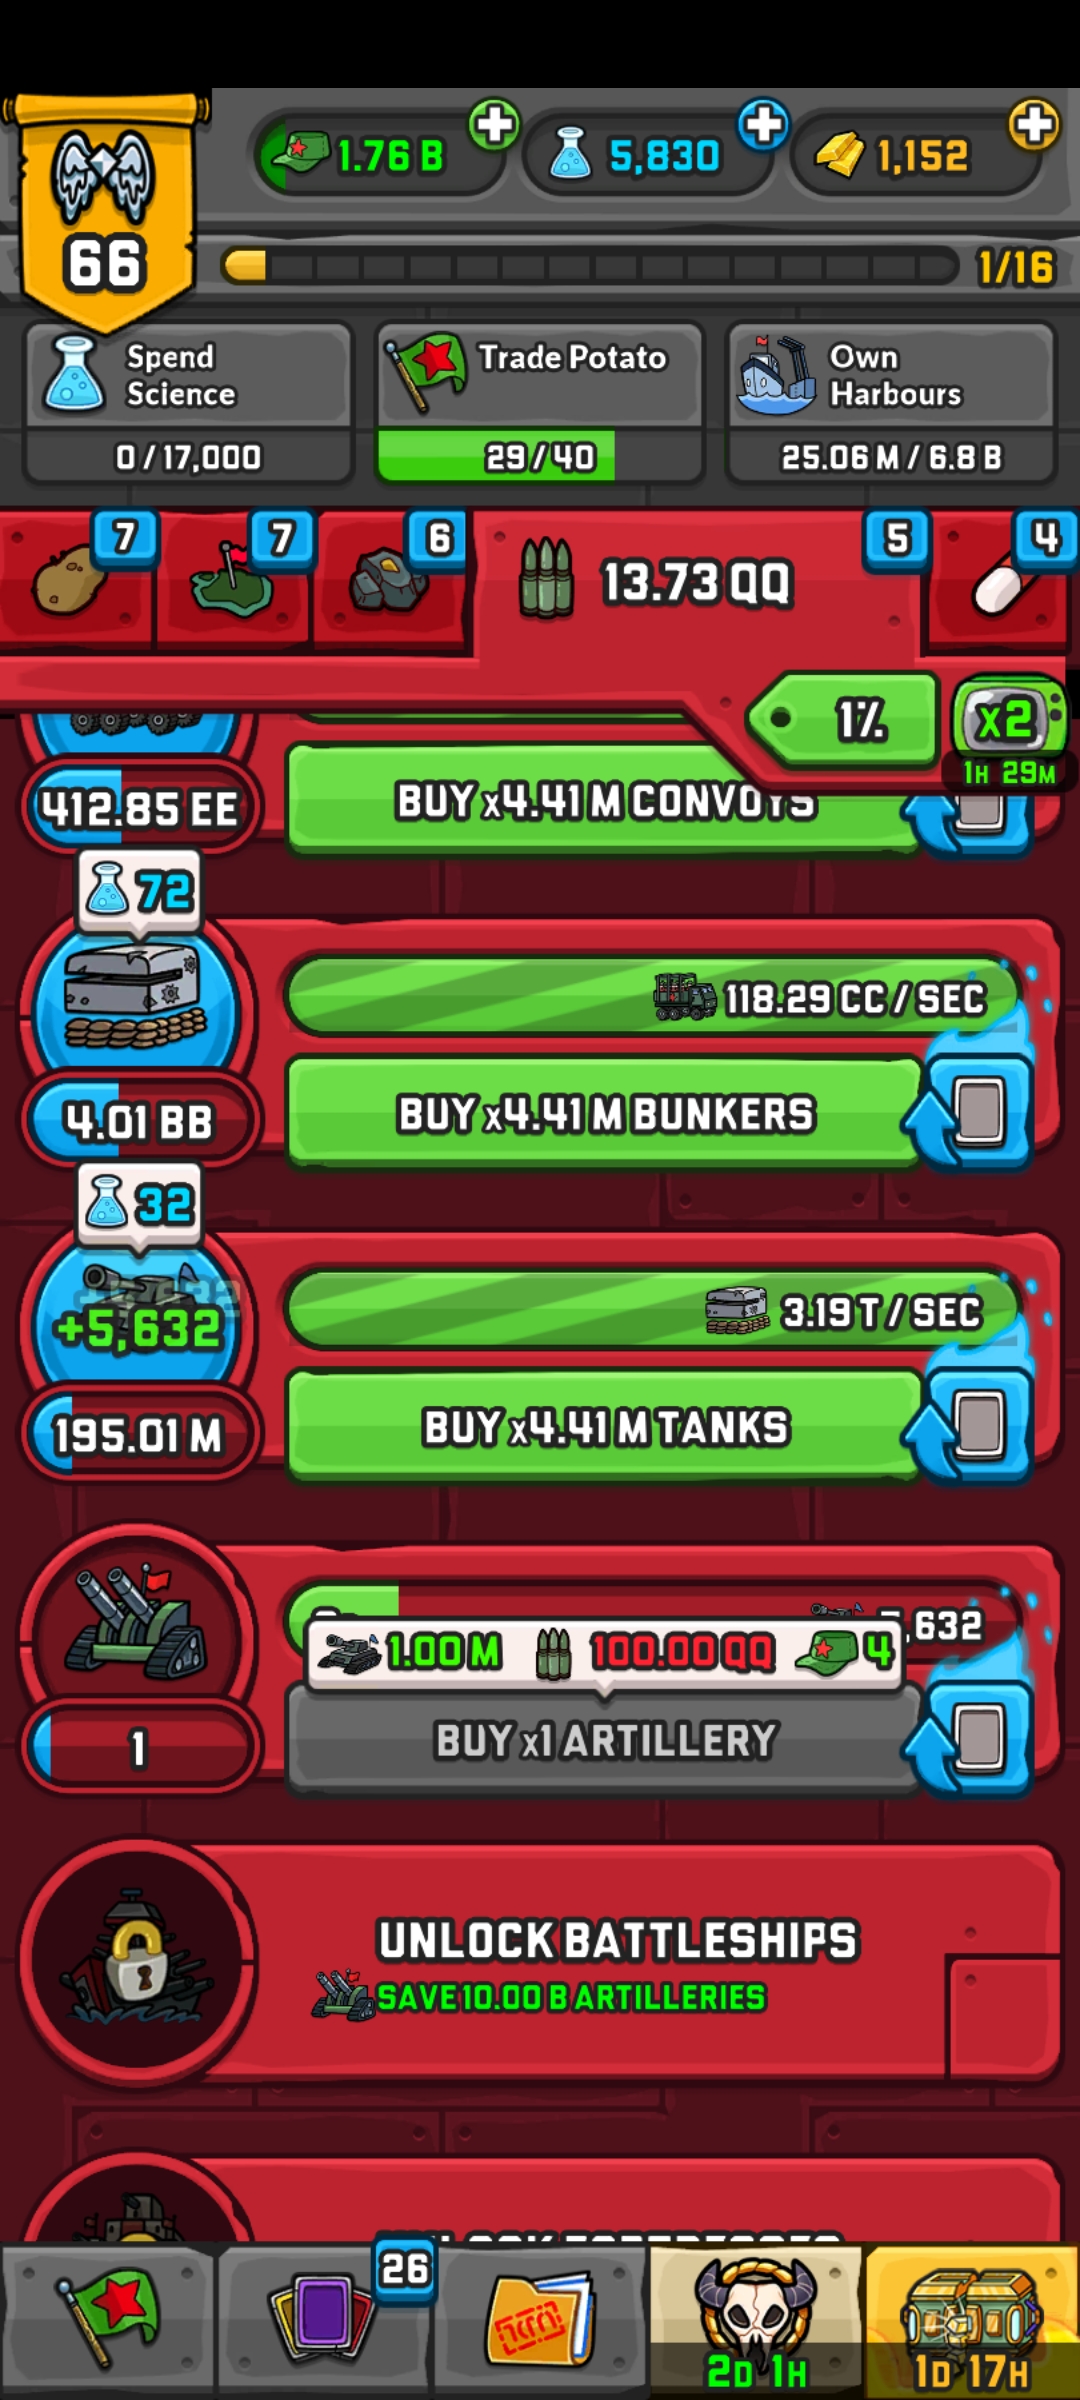 1.76 B
5,830
1,152
66
1/16
Spend
Science
0/17,000
Trade Potato
29/40
Own
Harbours
25.06 M / 6.8 B
7
7
6
13.73 QQ
5
4
1%
x2
1H 29M
412.85 EE
BUY x4.41 M CONVOYS
72
118.29 CC / SEC
4.01 BB
BUY x4.41 M BUNKERS
32
+5,632
3.19 T / SEC
195.01 M
BUY x4.41 M TANKS
,632
1.00 M
100.00 QQ
4
1
BUY x1 ARTILLERY
UNLOCK BATTLESHIPS
SAVE 10.00 B ARTILLERIES
26
2D 1H
1D 17H